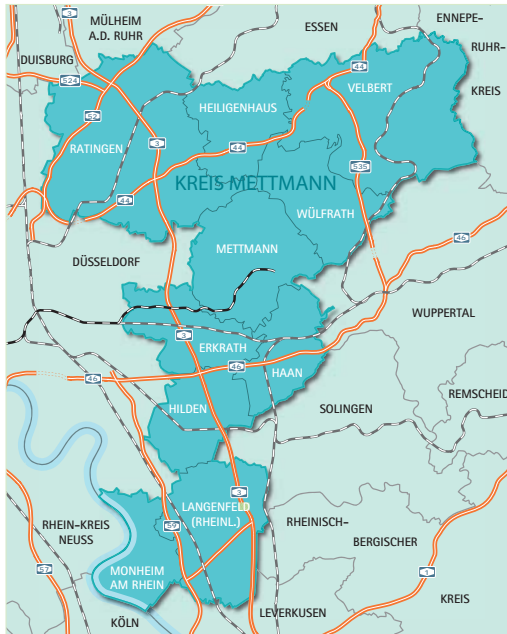 3
MÜLHEIM
A.D. RUHR
ESSEN
ENNEPE-
RUHR-
KREIS
DUISBURG
524
44
VELBERT
HEILIGENHAUS
52
RATINGEN
3
44
535
KREIS METTMANN
44
WÜLFRATH
METTMANN
46
DÜSSELDORF
WUPPERTAL
3
ERKRATH
46
46
HAAN
HILDEN
SOLINGEN
REMSCHEID
3
LANGENFELD
(RHEINL.)
59
RHEIN-KREIS
NEUSS
RHEINISCH-
BERGISCHER
KREIS
57
MONHEIM
AM RHEIN
1
KÖLN
LEVERKUSEN